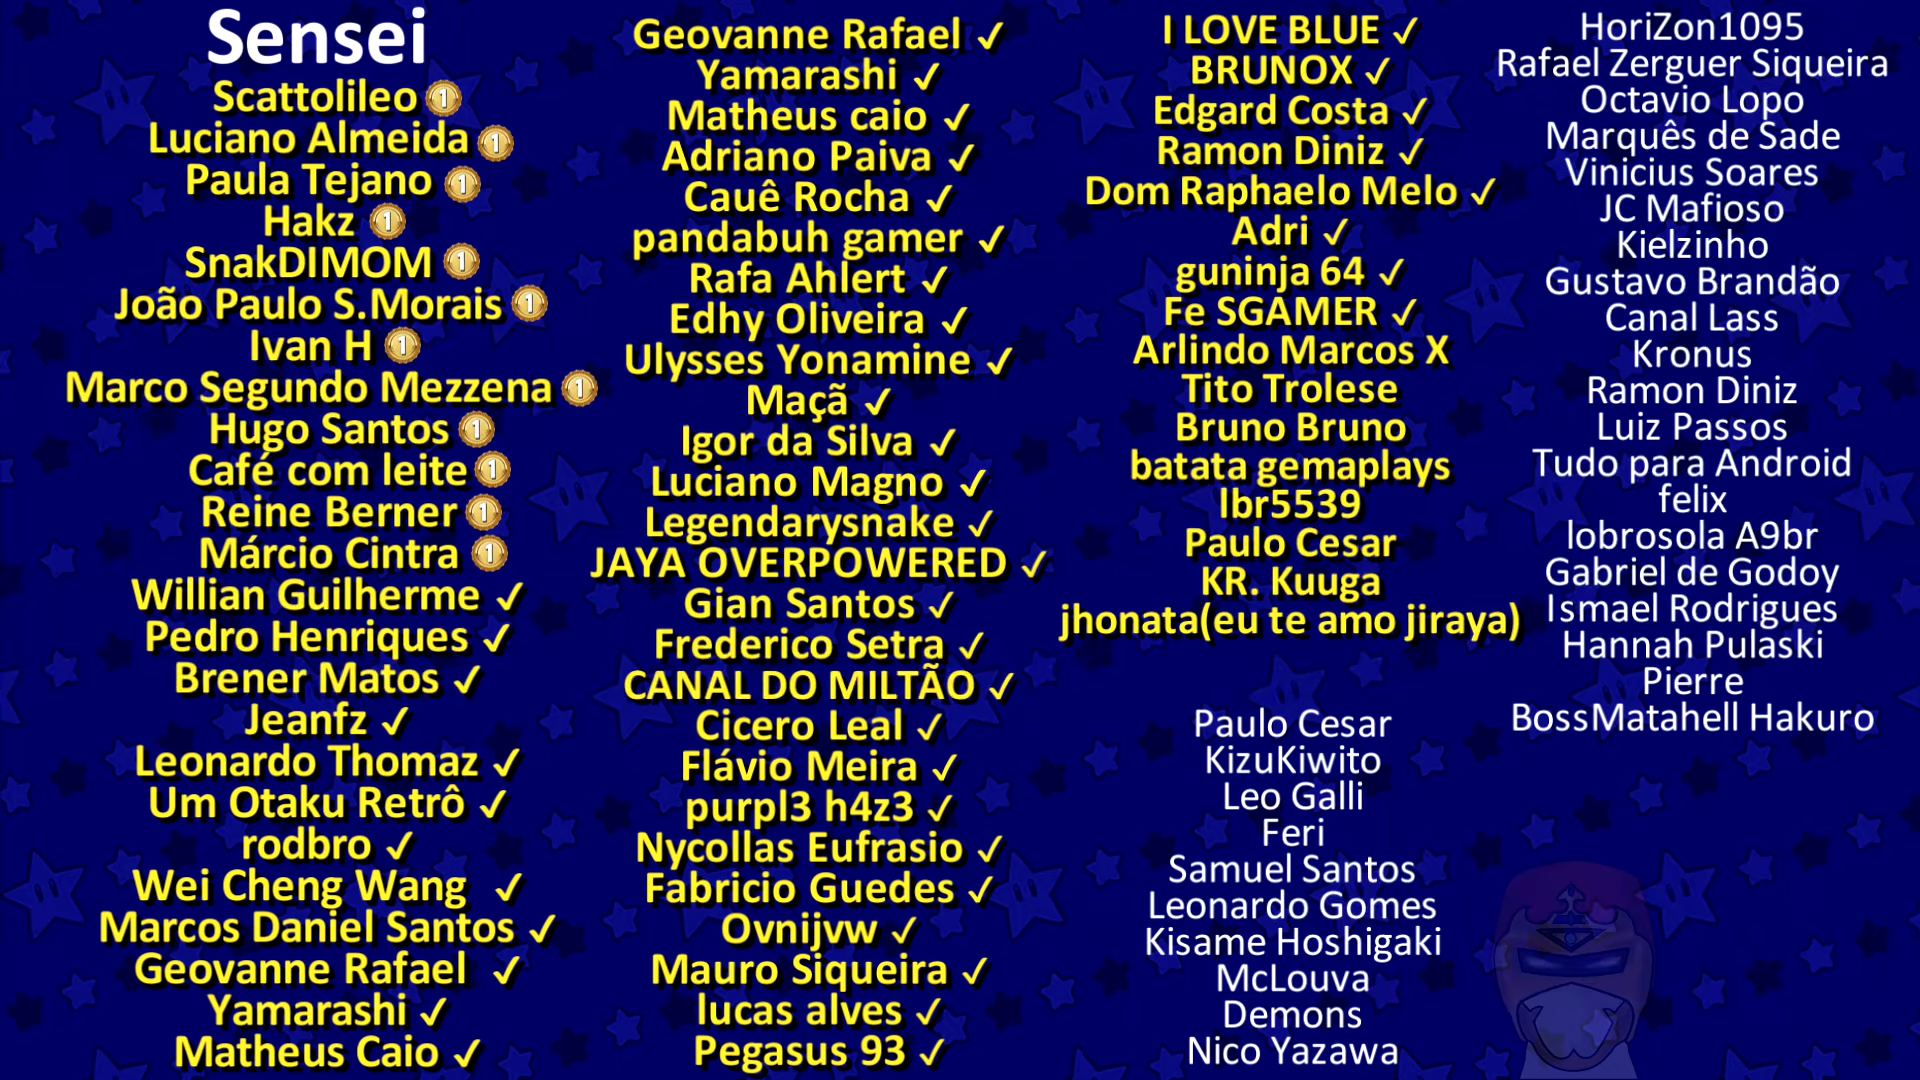 Sensei
Scattolileo
Luciano Almeida
Paula Tejano
Hakz
SnakDIMOM
João Paulo S.Morais
Ivan H
Marco Segundo Mezzena
Hugo Santos
Café com leite
Reine Berner
Márcio Cintra
Willian Guilherme ✓
Pedro Henriques ✓
Brener Matos ✓
Jeanfz ✓
Leonardo Thomaz ✓
Um Otaku Retrô ✓
rodbro ✓
Wei Cheng Wang ✓
Marcos Daniel Santos ✓
Geovanne Rafael ✓
Yamarashi ✓
Matheus Caio ✓
Geovanne Rafael ✓
Yamarashi ✓
Matheus caio ✓
Adriano Paiva ✓
Cauê Rocha ✓
pandabuh gamer ✓
Rafa Ahlert ✓
Edhy Oliveira ✓
Ulysses Yonamine ✓
Maçã ✓
Igor da Silva ✓
Luciano Magno ✓
Legendarysnake ✓
JAYA OVERPOWERED ✓
Gian Santos ✓
Frederico Setra ✓
CANAL DO MILTÃO ✓
Cicero Leal ✓
Flávio Meira ✓
purpl3 h4z3 ✓
Nycollas Eufrasio ✓
Fabricio Guedes ✓
Ovnijvw ✓
Mauro Siqueira ✓
lucas alves ✓
Pegasus 93 ✓
I LOVE BLUE ✓
BRUNOX ✓
Edgard Costa ✓
Ramon Diniz ✓
Dom Raphaelo Melo ✓
Adri ✓
guninja 64 ✓
Fe SGAMER ✓
Arlindo Marcos X
Tito Trolese
Bruno Bruno
batata gemaplays
lbr5539
Paulo Cesar
KR. Kuuga
jhonata(eu te amo jiraya)
Paulo Cesar
KizuKiwito
Leo Galli
Feri
Samuel Santos
Leonardo Gomes
Kisame Hoshigaki
McLouva
Demons
Nico Yazawa
HoriZon1095
Rafael Zerguer Siqueira
Octavio Lopo
Marquês de Sade
Vinicius Soares
JC Mafioso
Kielzinho
Gustavo Brandão
Canal Lass
Kronus
Ramon Diniz
Luiz Passos
Tudo para Android
felix
lobrosola A9br
Gabriel de Godoy
Ismael Rodrigues
Hannah Pulaski
Pierre
BossMatahell Hakuro